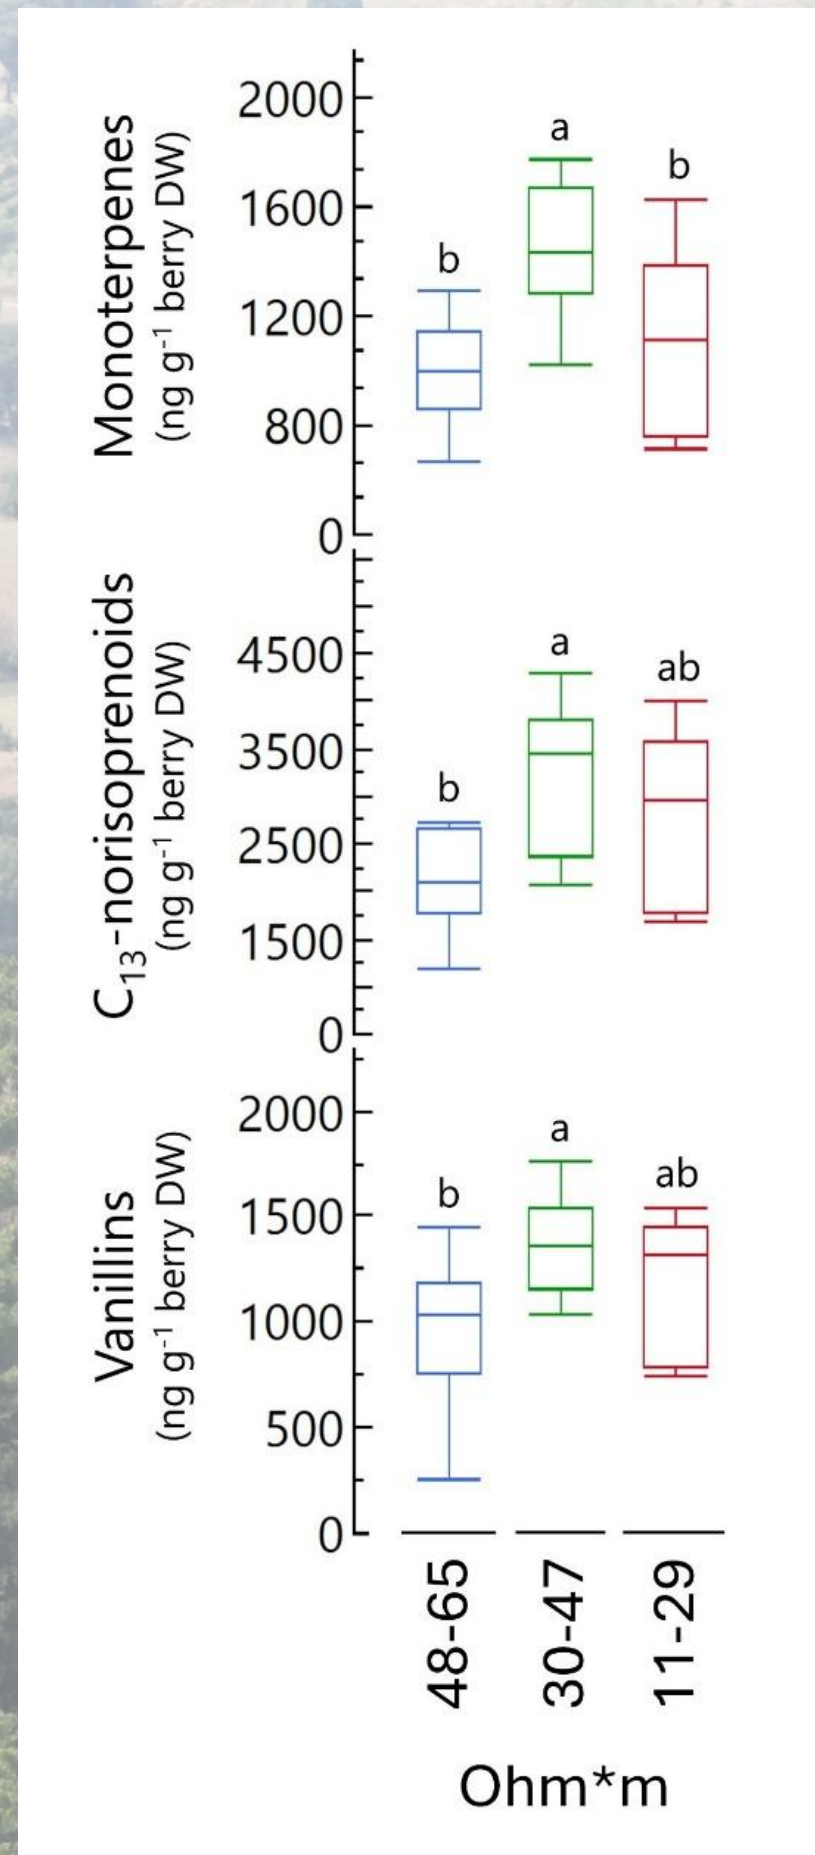 Monoterpenes
(ng g⁻¹ berry DW)
2000
1600
1200
800
0
b
a
b
C₁₃-norisoprenoids
(ng g⁻¹ berry DW)
4500
3500
2500
1500
0
b
a
ab
Vanillins
(ng g⁻¹ berry DW)
2000
1500
1000
500
0
b
a
ab
48-65
30-47
11-29
Ohm*m